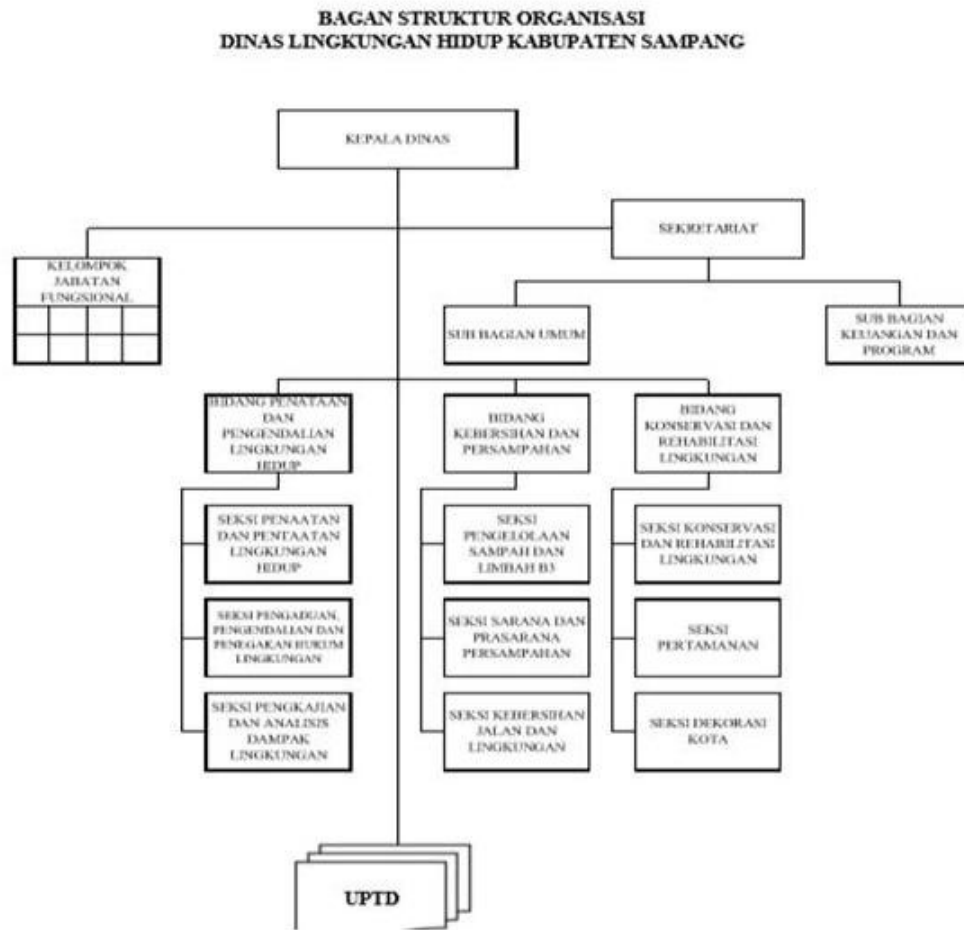 BAGAN STRUKTUR ORGANISASI
DINAS LINGKUNGAN HIDUP KABUPATEN SAMPANG
KEPALA DINAS
SEKRETARIAT
KELOMPOK
JABATAN
FUNGSIONAL
SUB BAGIAN UMUM
SUB BAGIAN
KEUANGAN DAN
PROGRAM
BIDANG PENATAAN
DAN
PENGENDALIAN
LINGKUNGAN
HIDUP
BIDANG
KEBERSIHAN DAN
PERSAMPAHAN
BIDANG
KONSERVASI DAN
REHABILITASI
LINGKUNGAN
SEKSI PENAATAN
DAN PENTAATAN
LINGKUNGAN
HIDUP
SEKSI
PENGELOLAAN
SAMPAH DAN
LIMBAH B3
SEKSI KONSERVASI
DAN REHABILITASI
LINGKUNGAN
SEKSI PENGADUAN,
PENGENDALIAN DAN
PENEGAKAN HUKUM
LINGKUNGAN
SEKSI SARANA DAN
PRASARANA
PERSAMPAHAN
SEKSI
PERTAMANAN
SEKSI PENGKAJIAN
DAN ANALISIS
DAMPAK
LINGKUNGAN
SEKSI KEBERSIHAN
JALAN DAN
LINGKUNGAN
SEKSI DEKORASI
KOTA
UPTD